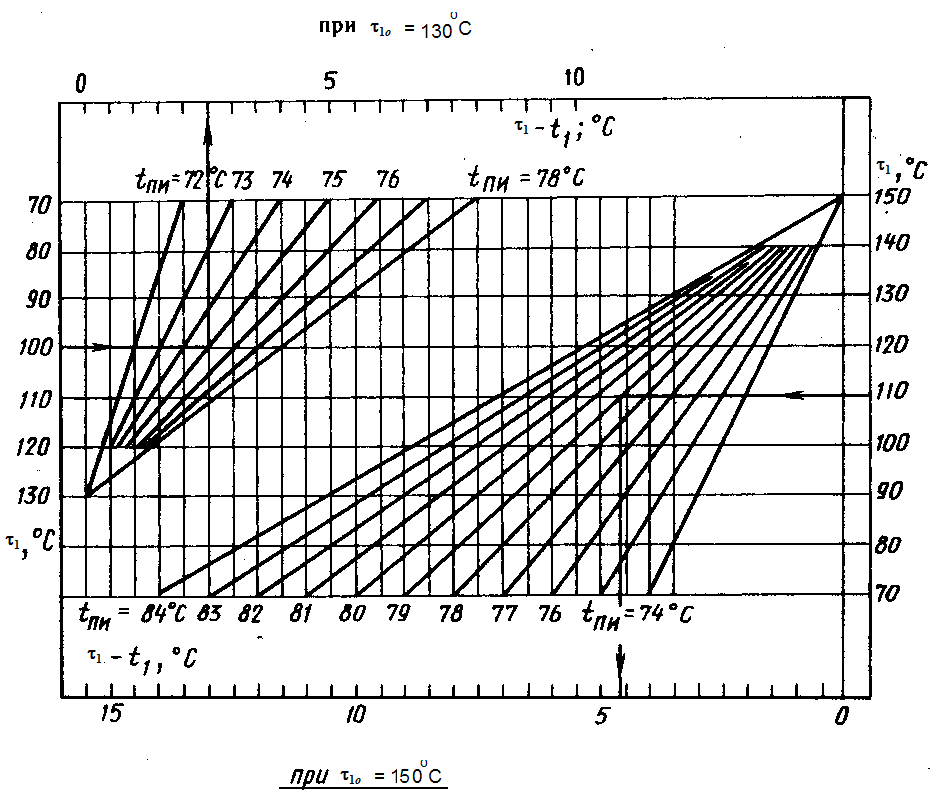 при τ₁ₒ = 130°C
0 5 10
τ₁ – t₁; °C
tпи = 72°C 73 74 75 76 tпи = 78°C
τ₁, °C
70 150
80 140
90 130
100 120
110 110
120 100
130 90
τ₁, °C 80
70
tпи = 84°C 83 82 81 80 79 78 77 76 tпи = 74°C
τ₁ – t₁, °C
15 10 5 0
при τ₁ₒ = 150°C